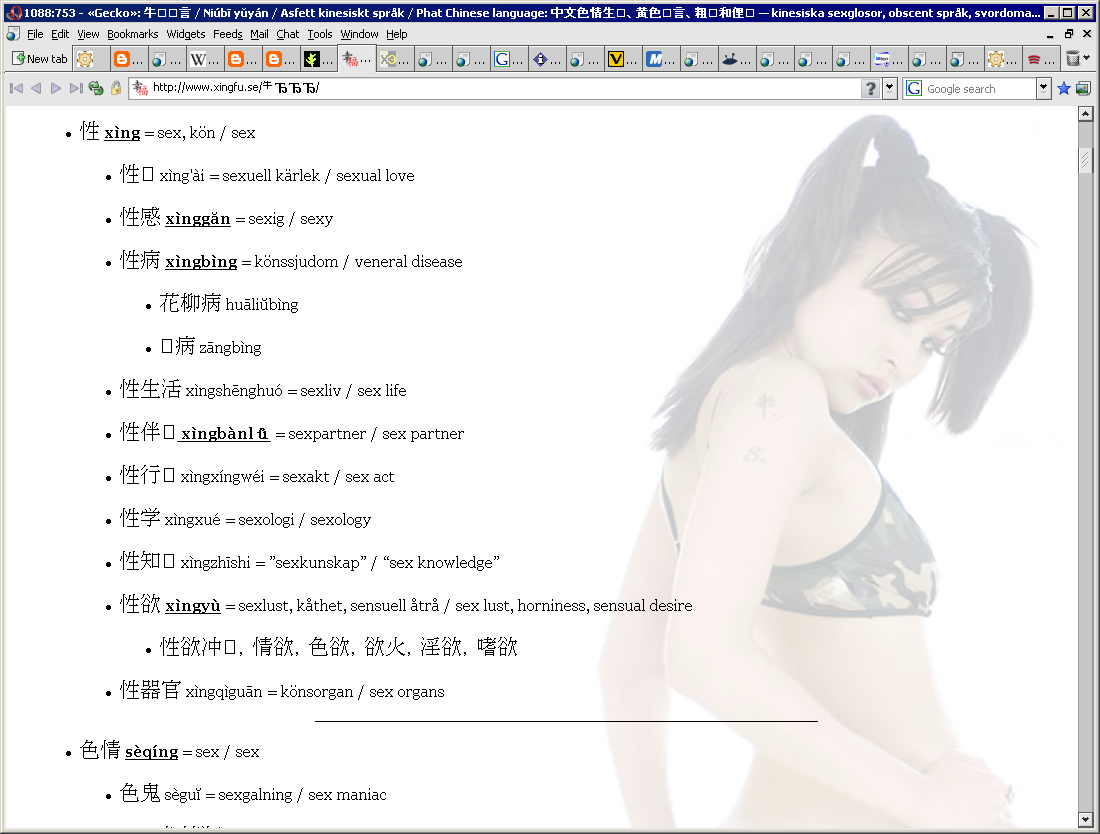 1088:753 - «Gecko»: 牛□□言 / Niúbī yǔyán / Asfett kinesiskt språk / Phat Chinese language: 中文色情生□、黃色□言、粗□和俚□ — kinesiska sexglosor, obscent språk, svordoma...
File Edit View Bookmarks Widgets Feeds Mail Chat Tools Window Help
New tab
http://www.xingfu.se/牛ЂЂЂ/
Google search
• 性 xìng = sex, kön / sex
• 性□ xìng'ài = sexuell kärlek / sexual love
• 性感 xìnggǎn = sexig / sexy
• 性病 xìngbìng = könssjudom / veneral disease
• 花柳病 huāliǔbìng
• □病 zāngbìng
• 性生活 xìngshēnghuó = sexliv / sex life
• 性伴□ xìngbànlǚ = sexpartner / sex partner
• 性行□ xìngxíngwéi = sexakt / sex act
• 性学 xìngxué = sexologi / sexology
• 性知□ xìngzhīshi = ”sexkunskap” / “sex knowledge”
• 性欲 xìngyù = sexlust, kåthet, sensuell åtrå / sex lust, horniness, sensual desire
• 性欲冲□, 情欲, 色欲, 欲火, 淫欲, 嗜欲
• 性器官 xìngqìguān = könsorgan / sex organs
• 色情 sèqíng = sex / sex
• 色鬼 sèguǐ = sexgalning / sex maniac